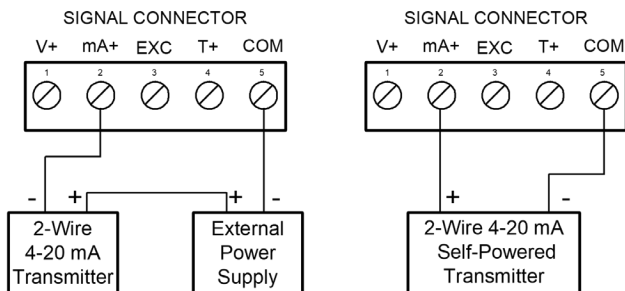 SIGNAL CONNECTOR
V+ mA+ EXC T+ COM
1 2 3 4 5
- + + -
2-Wire
4-20 mA
Transmitter
External
Power
Supply
SIGNAL CONNECTOR
V+ mA+ EXC T+ COM
1 2 3 4 5
+ -
2-Wire 4-20 mA
Self-Powered
Transmitter